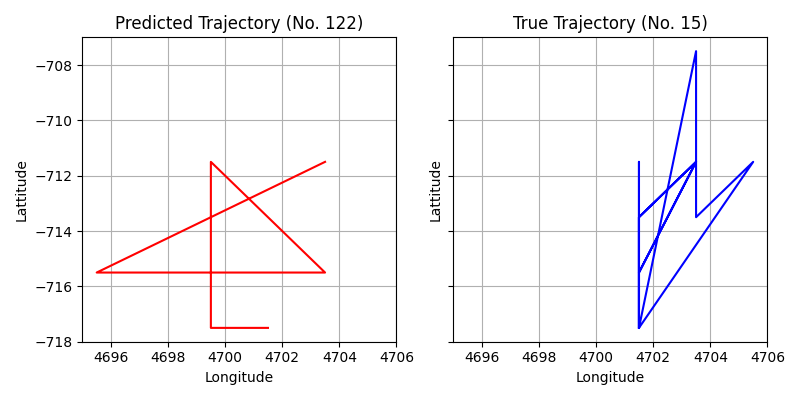 Predicted Trajectory (No. 122)
True Trajectory (No. 15)
−708
−710
−712
−714
−716
−718
Lattitude
Lattitude
4696 4698 4700 4702 4704 4706
4696 4698 4700 4702 4704 4706
Longitude
Longitude